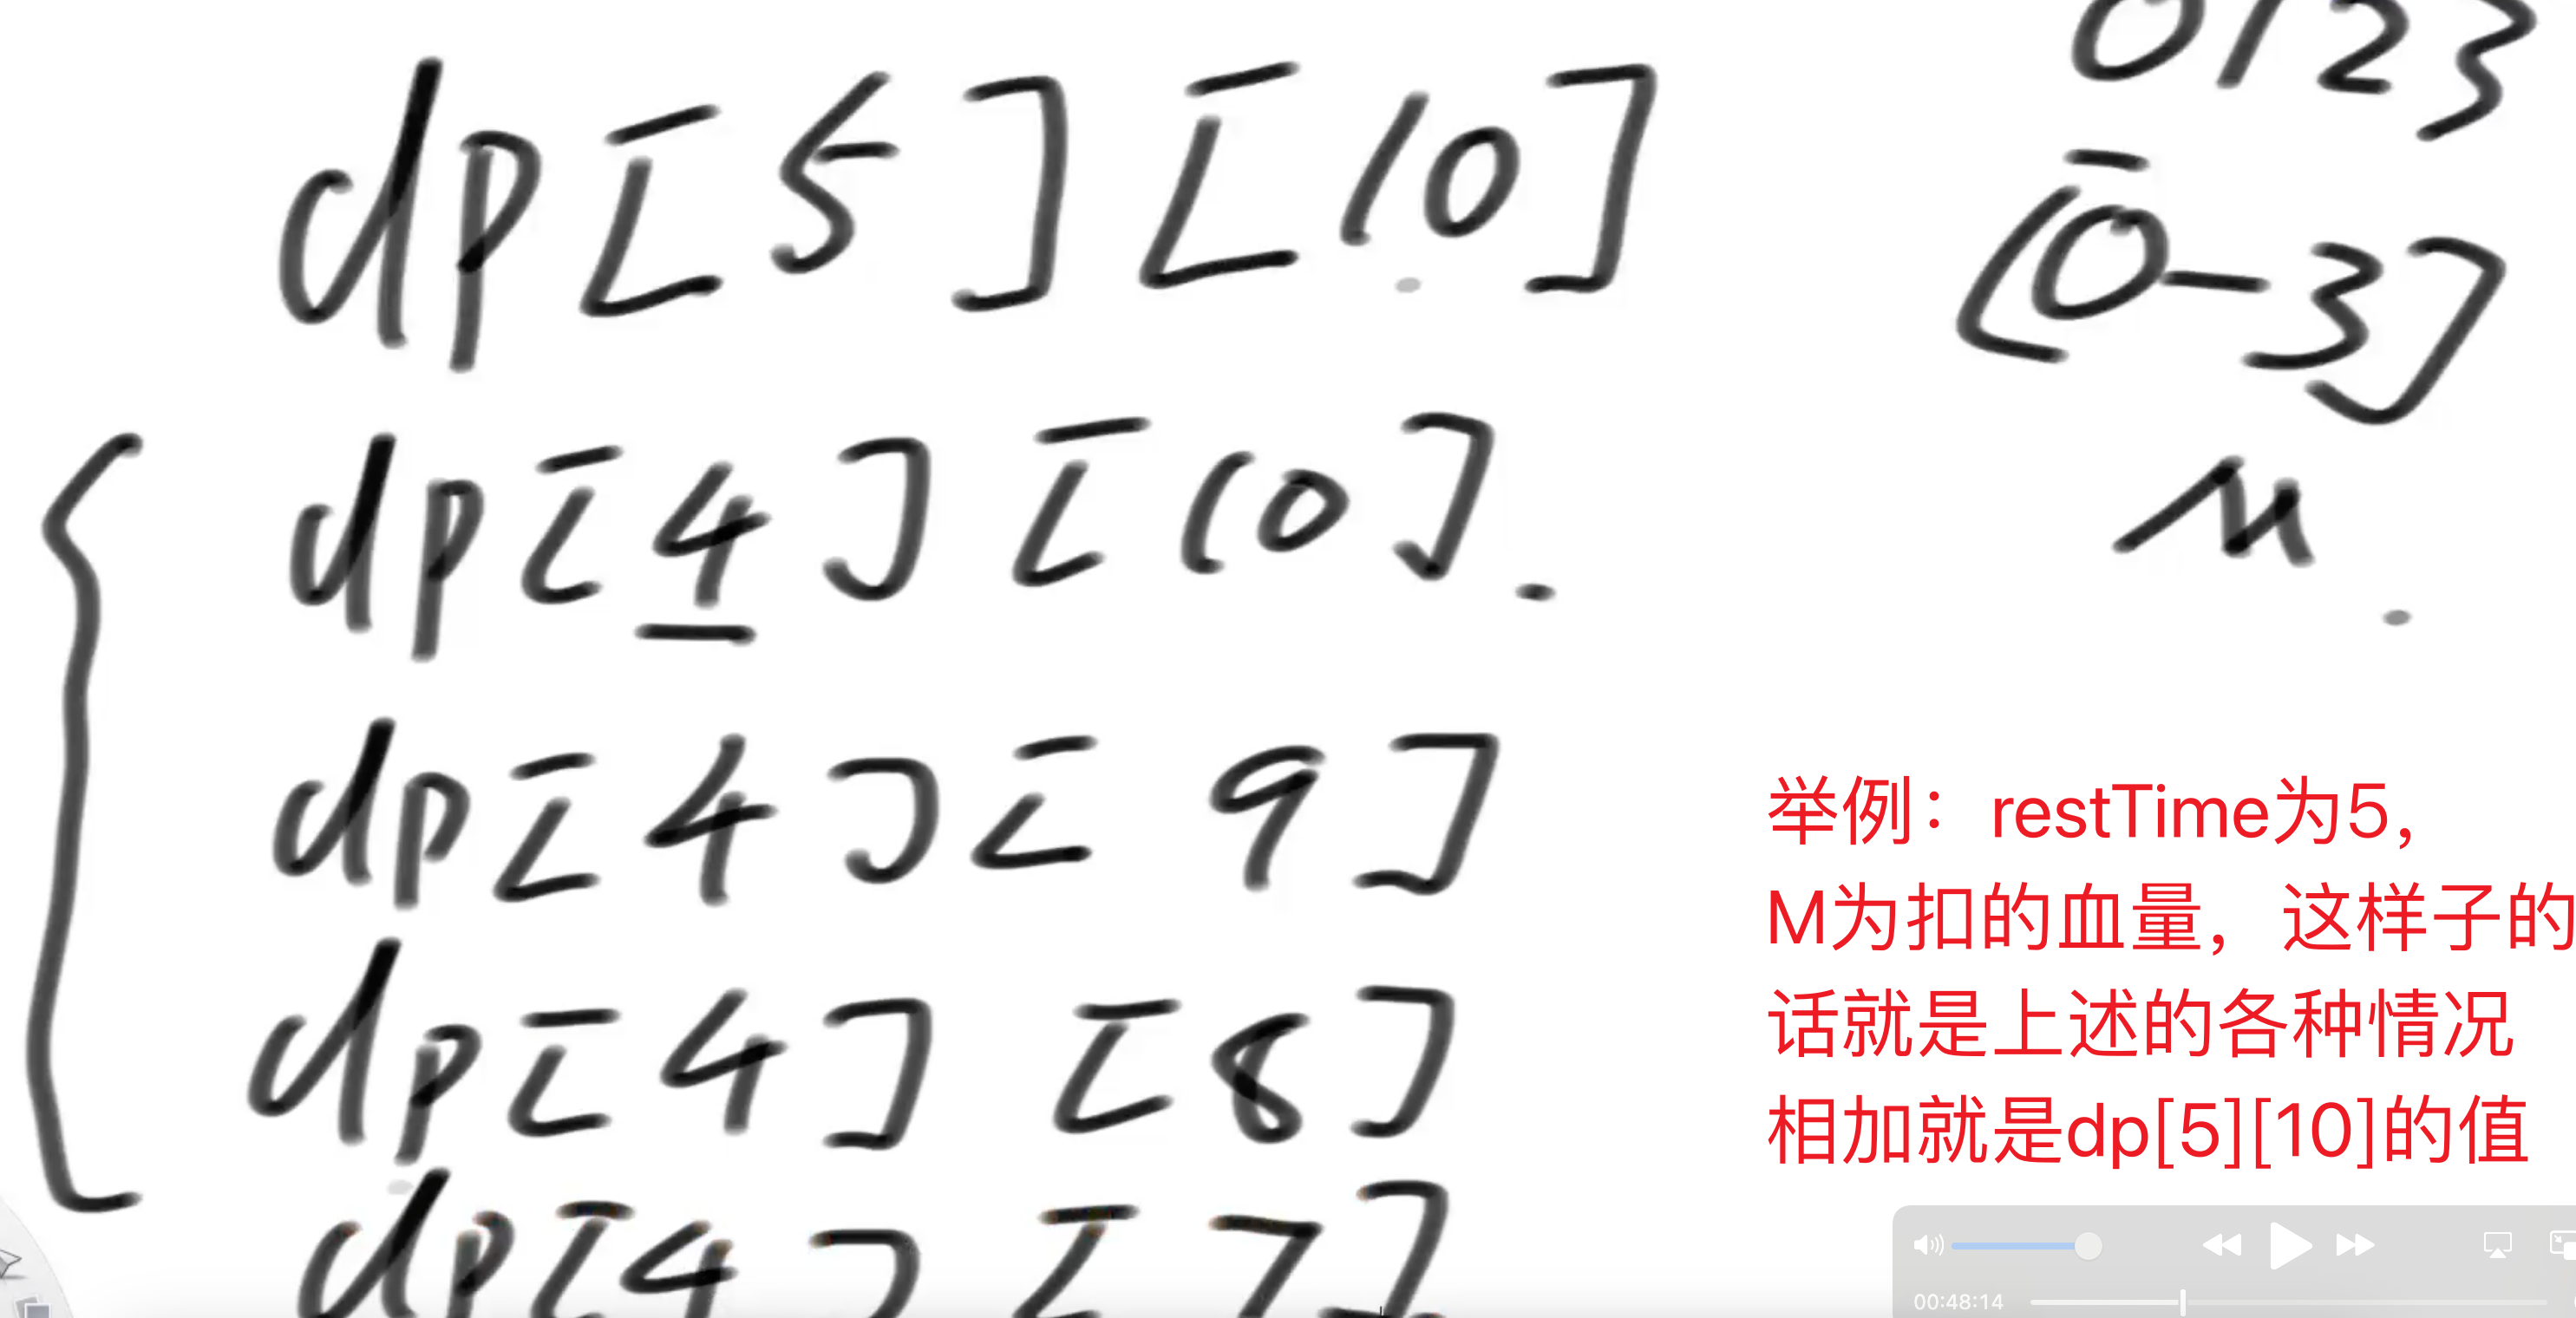 dp[5][10]
dp[4][10].
dp[4][9]
dp[4][8]
dp[4][7]
0123
[0-3]
M
举例：restTime为5，
M为扣的血量，这样子的
话就是上述的各种情况
相加就是dp[5][10]的值
00:48:14